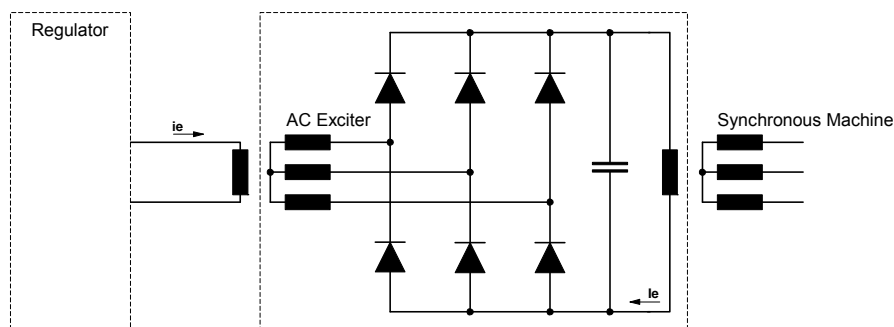 Regulator
AC Exciter
Synchronous Machine
ie
Ie